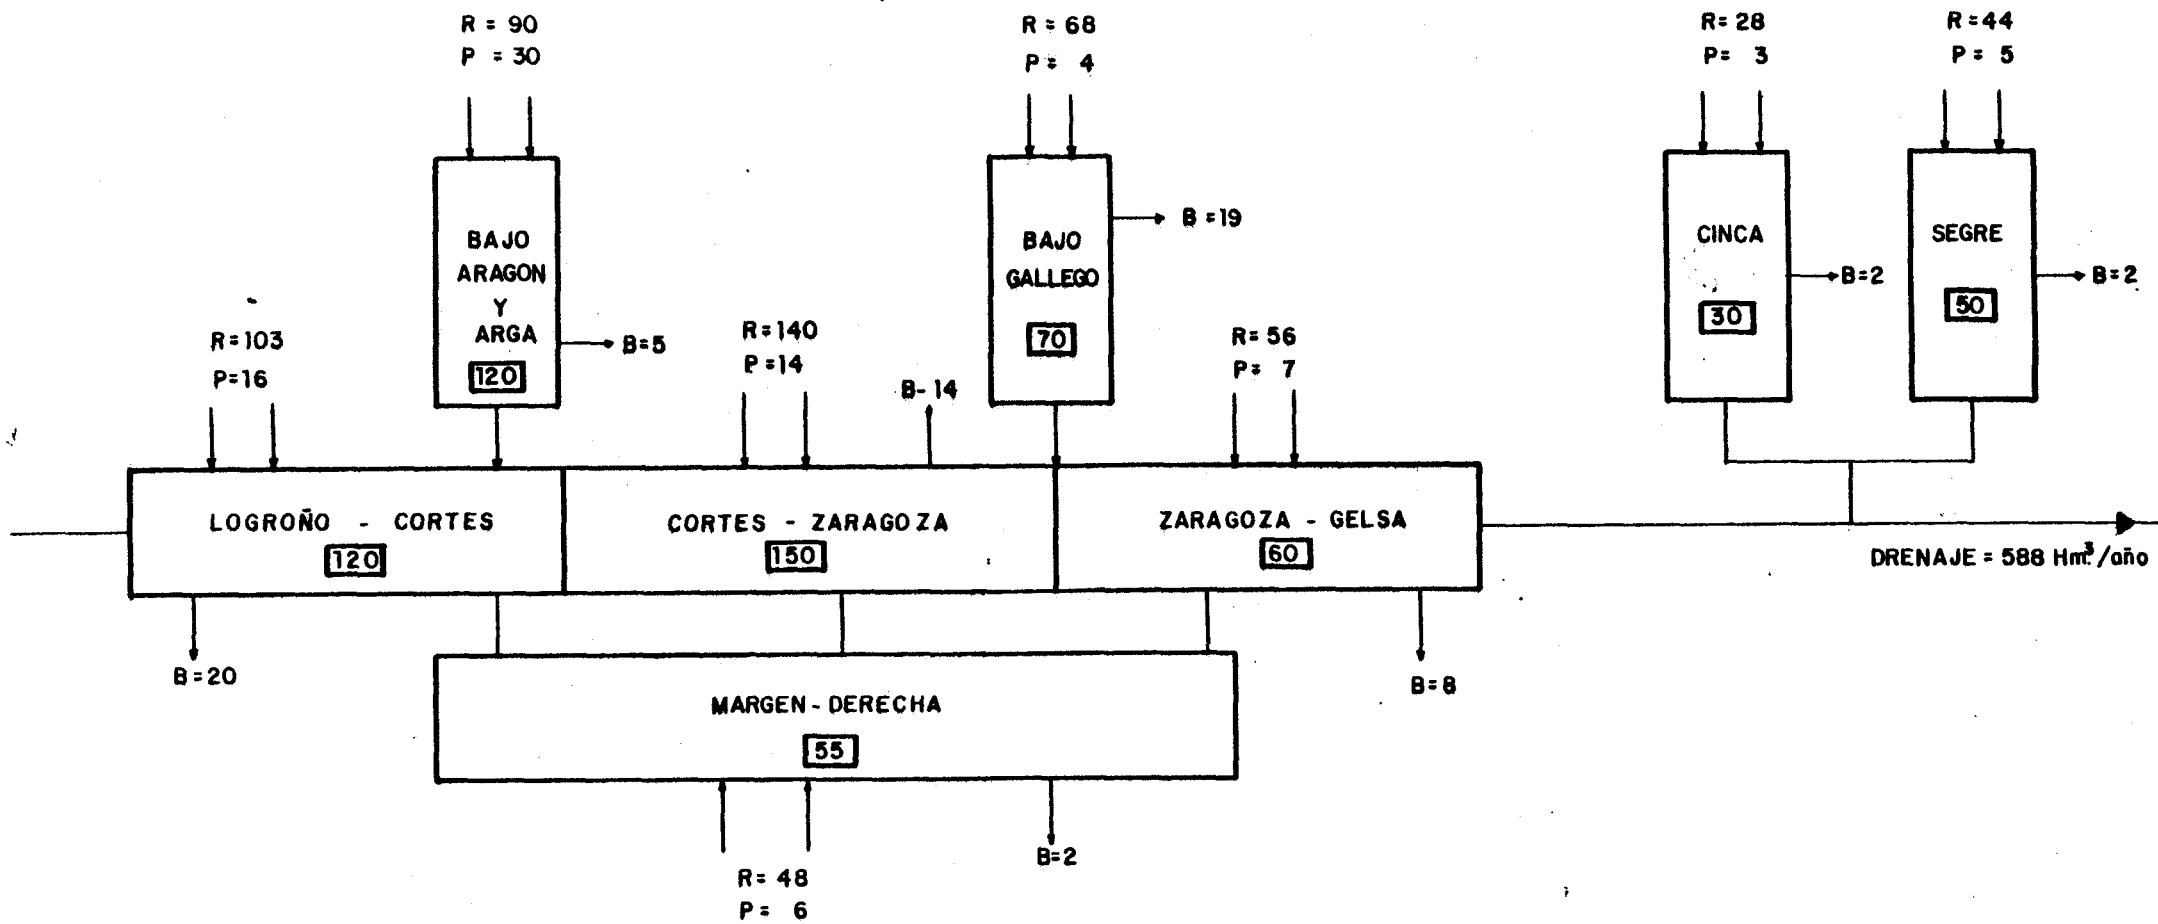 R = 90
P = 30
R = 68
P = 4
R= 28
P= 3
R=44
P= 5
BAJO
ARAGON
Y
ARGA
120
B=5
BAJO
GALLEGO
70
B =19
CINCA
30
B=2
SEGRE
50
B=2
R=103
P=16
R=140
P=14
B-14
R=56
P= 7
LOGROÑO - CORTES
120
CORTES - ZARAGOZA
150
ZARAGOZA - GELSA
60
DRENAJE = 588 Hm³/año
B=20
B=8
MARGEN-DERECHA
55
B=2
R= 48
P= 6